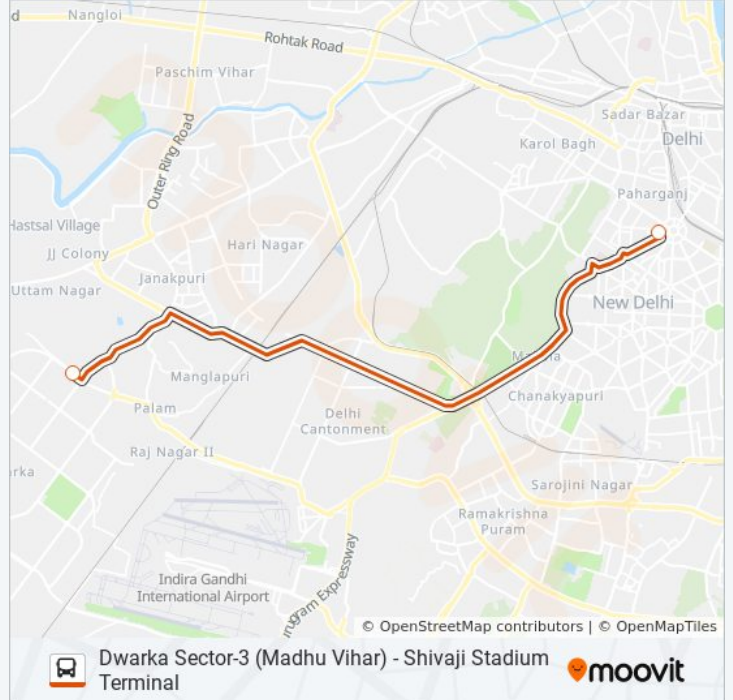 d
Nangloi
Rohtak Road
Paschim Vihar
Sadar Bazar
Outer Ring Road
Karol Bagh
Delhi
Paharganj
Hastsal Village
Hari Nagar
JJ Colony
Janakpuri
Uttam Nagar
New Delhi
Manglapuri
Chanakyapuri
Palam
Delhi
Cantonment
Raj Nagar II
rka
Sarojini Nagar
Ramakrishna
Puram
Indira Gandhi
International Airport
Expressway
© OpenStreetMap contributors | © OpenMapTiles
Dwarka Sector-3 (Madhu Vihar) - Shivaji Stadium
Terminal
moovit